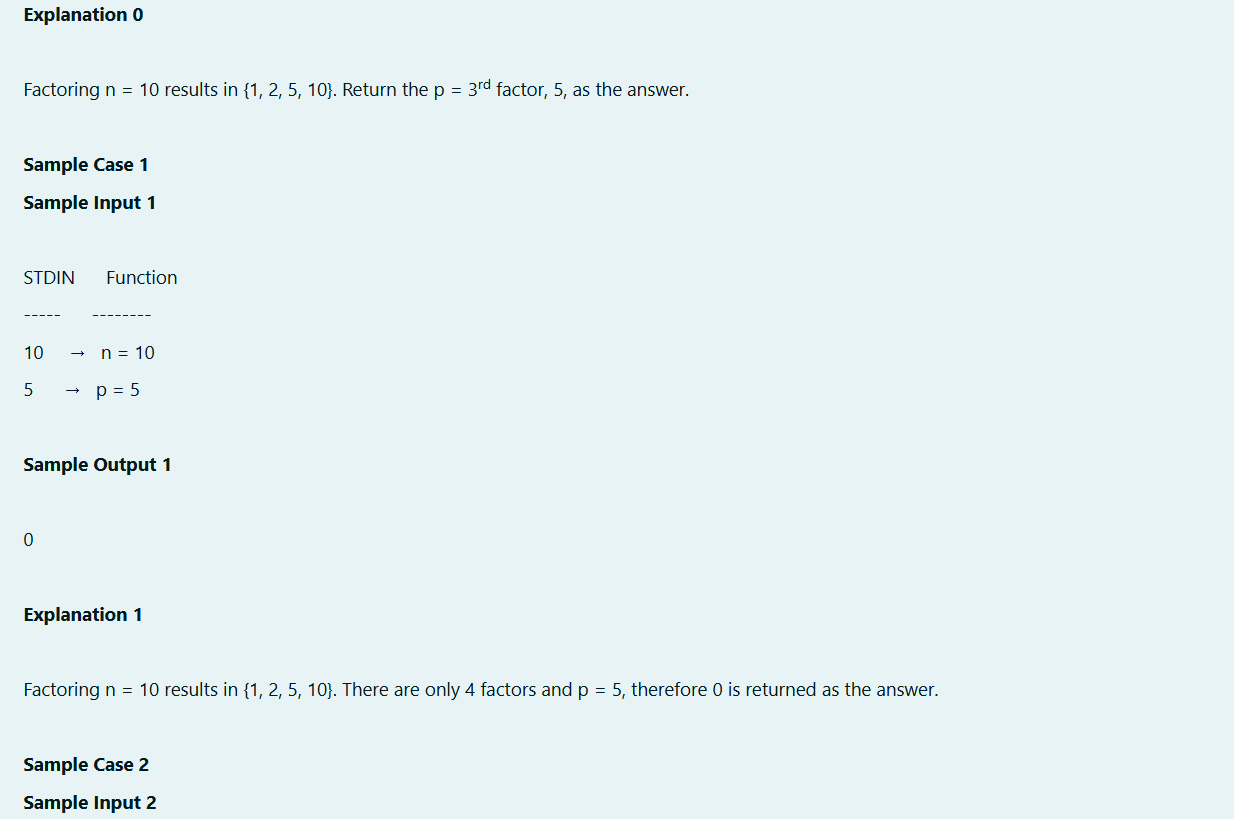 Explanation 0
Factoring n = 10 results in {1, 2, 5, 10}. Return the p = 3rd factor, 5, as the answer.
Sample Case 1
Sample Input 1
STDIN Function
----- --------
10 → n = 10
5 → p = 5
Sample Output 1
0
Explanation 1
Factoring n = 10 results in {1, 2, 5, 10}. There are only 4 factors and p = 5, therefore 0 is returned as the answer.
Sample Case 2
Sample Input 2